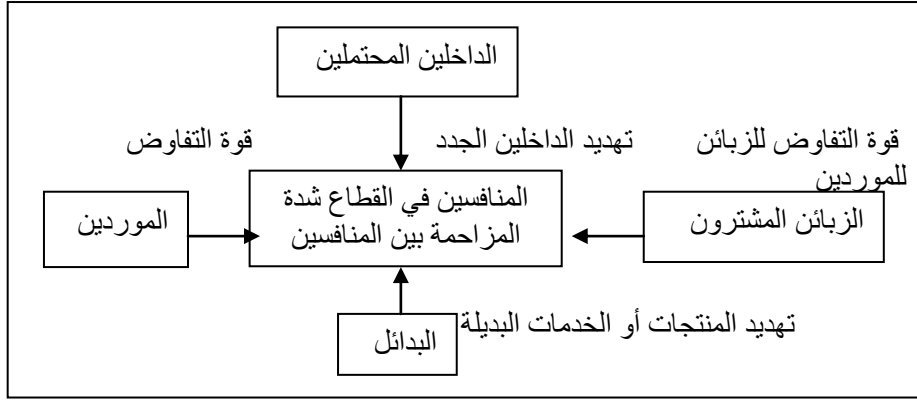 الداخلين المحتملين
قوة التفاوض للزبائن
تهديد الداخلين الجدد
قوة التفاوض
للموردين
المنافسين في القطاع شدة
المزاحمة بين المنافسين
الزبائن المشترون
الموردين
تهديد المنتجات أو الخدمات البديلة
البدائل